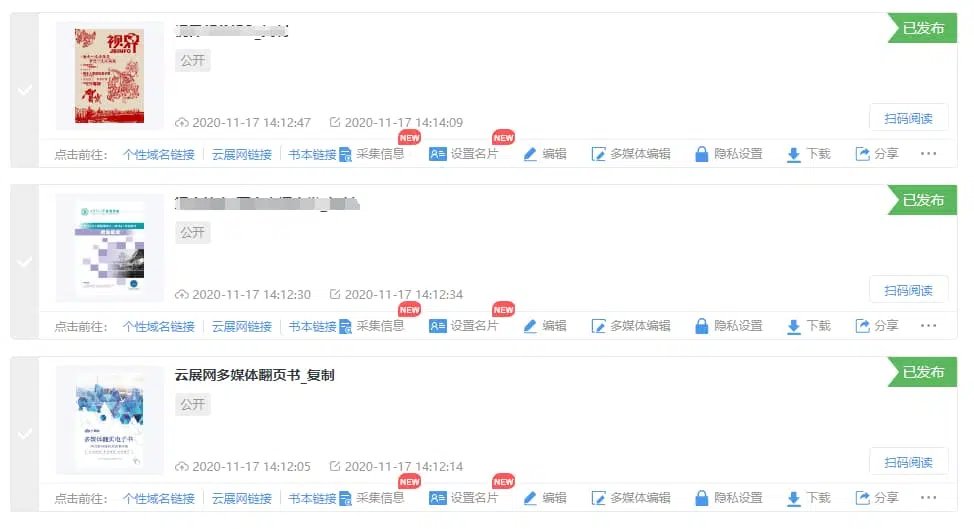 视界
JBINFO
公开
2020-11-17 14:12:47 2020-11-17 14:14:09
已发布
扫码阅读
点击前往： 个性域名链接 云展网链接 书本链接 采集信息 NEW 设置名片 NEW 编辑 多媒体编辑 隐私设置 下载 分享 ...
公开
2020-11-17 14:12:30 2020-11-17 14:12:34
已发布
扫码阅读
点击前往： 个性域名链接 云展网链接 书本链接 采集信息 NEW 设置名片 NEW 编辑 多媒体编辑 隐私设置 下载 分享 ...
多媒体翻页电子书
云展网多媒体翻页书_复制
公开
2020-11-17 14:12:05 2020-11-17 14:12:14
已发布
扫码阅读
点击前往： 个性域名链接 云展网链接 书本链接 采集信息 NEW 设置名片 NEW 编辑 多媒体编辑 隐私设置 下载 分享 ...